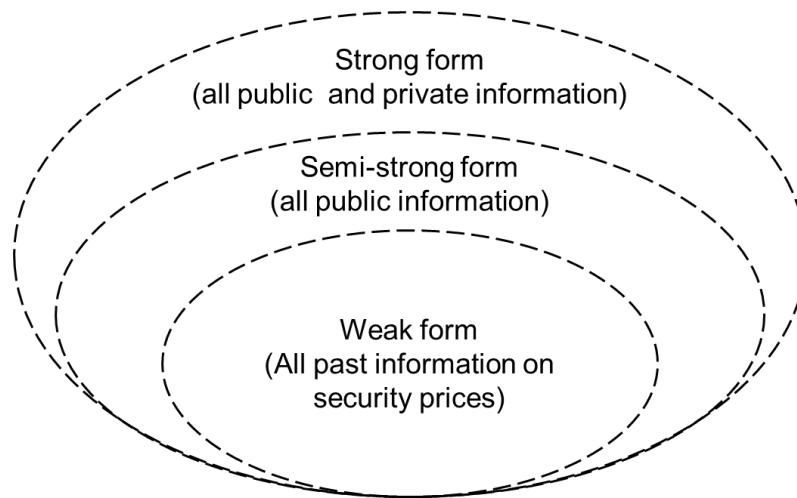 Strong form
(all public and private information)
Semi-strong form
(all public information)
Weak form
(All past information on
security prices)